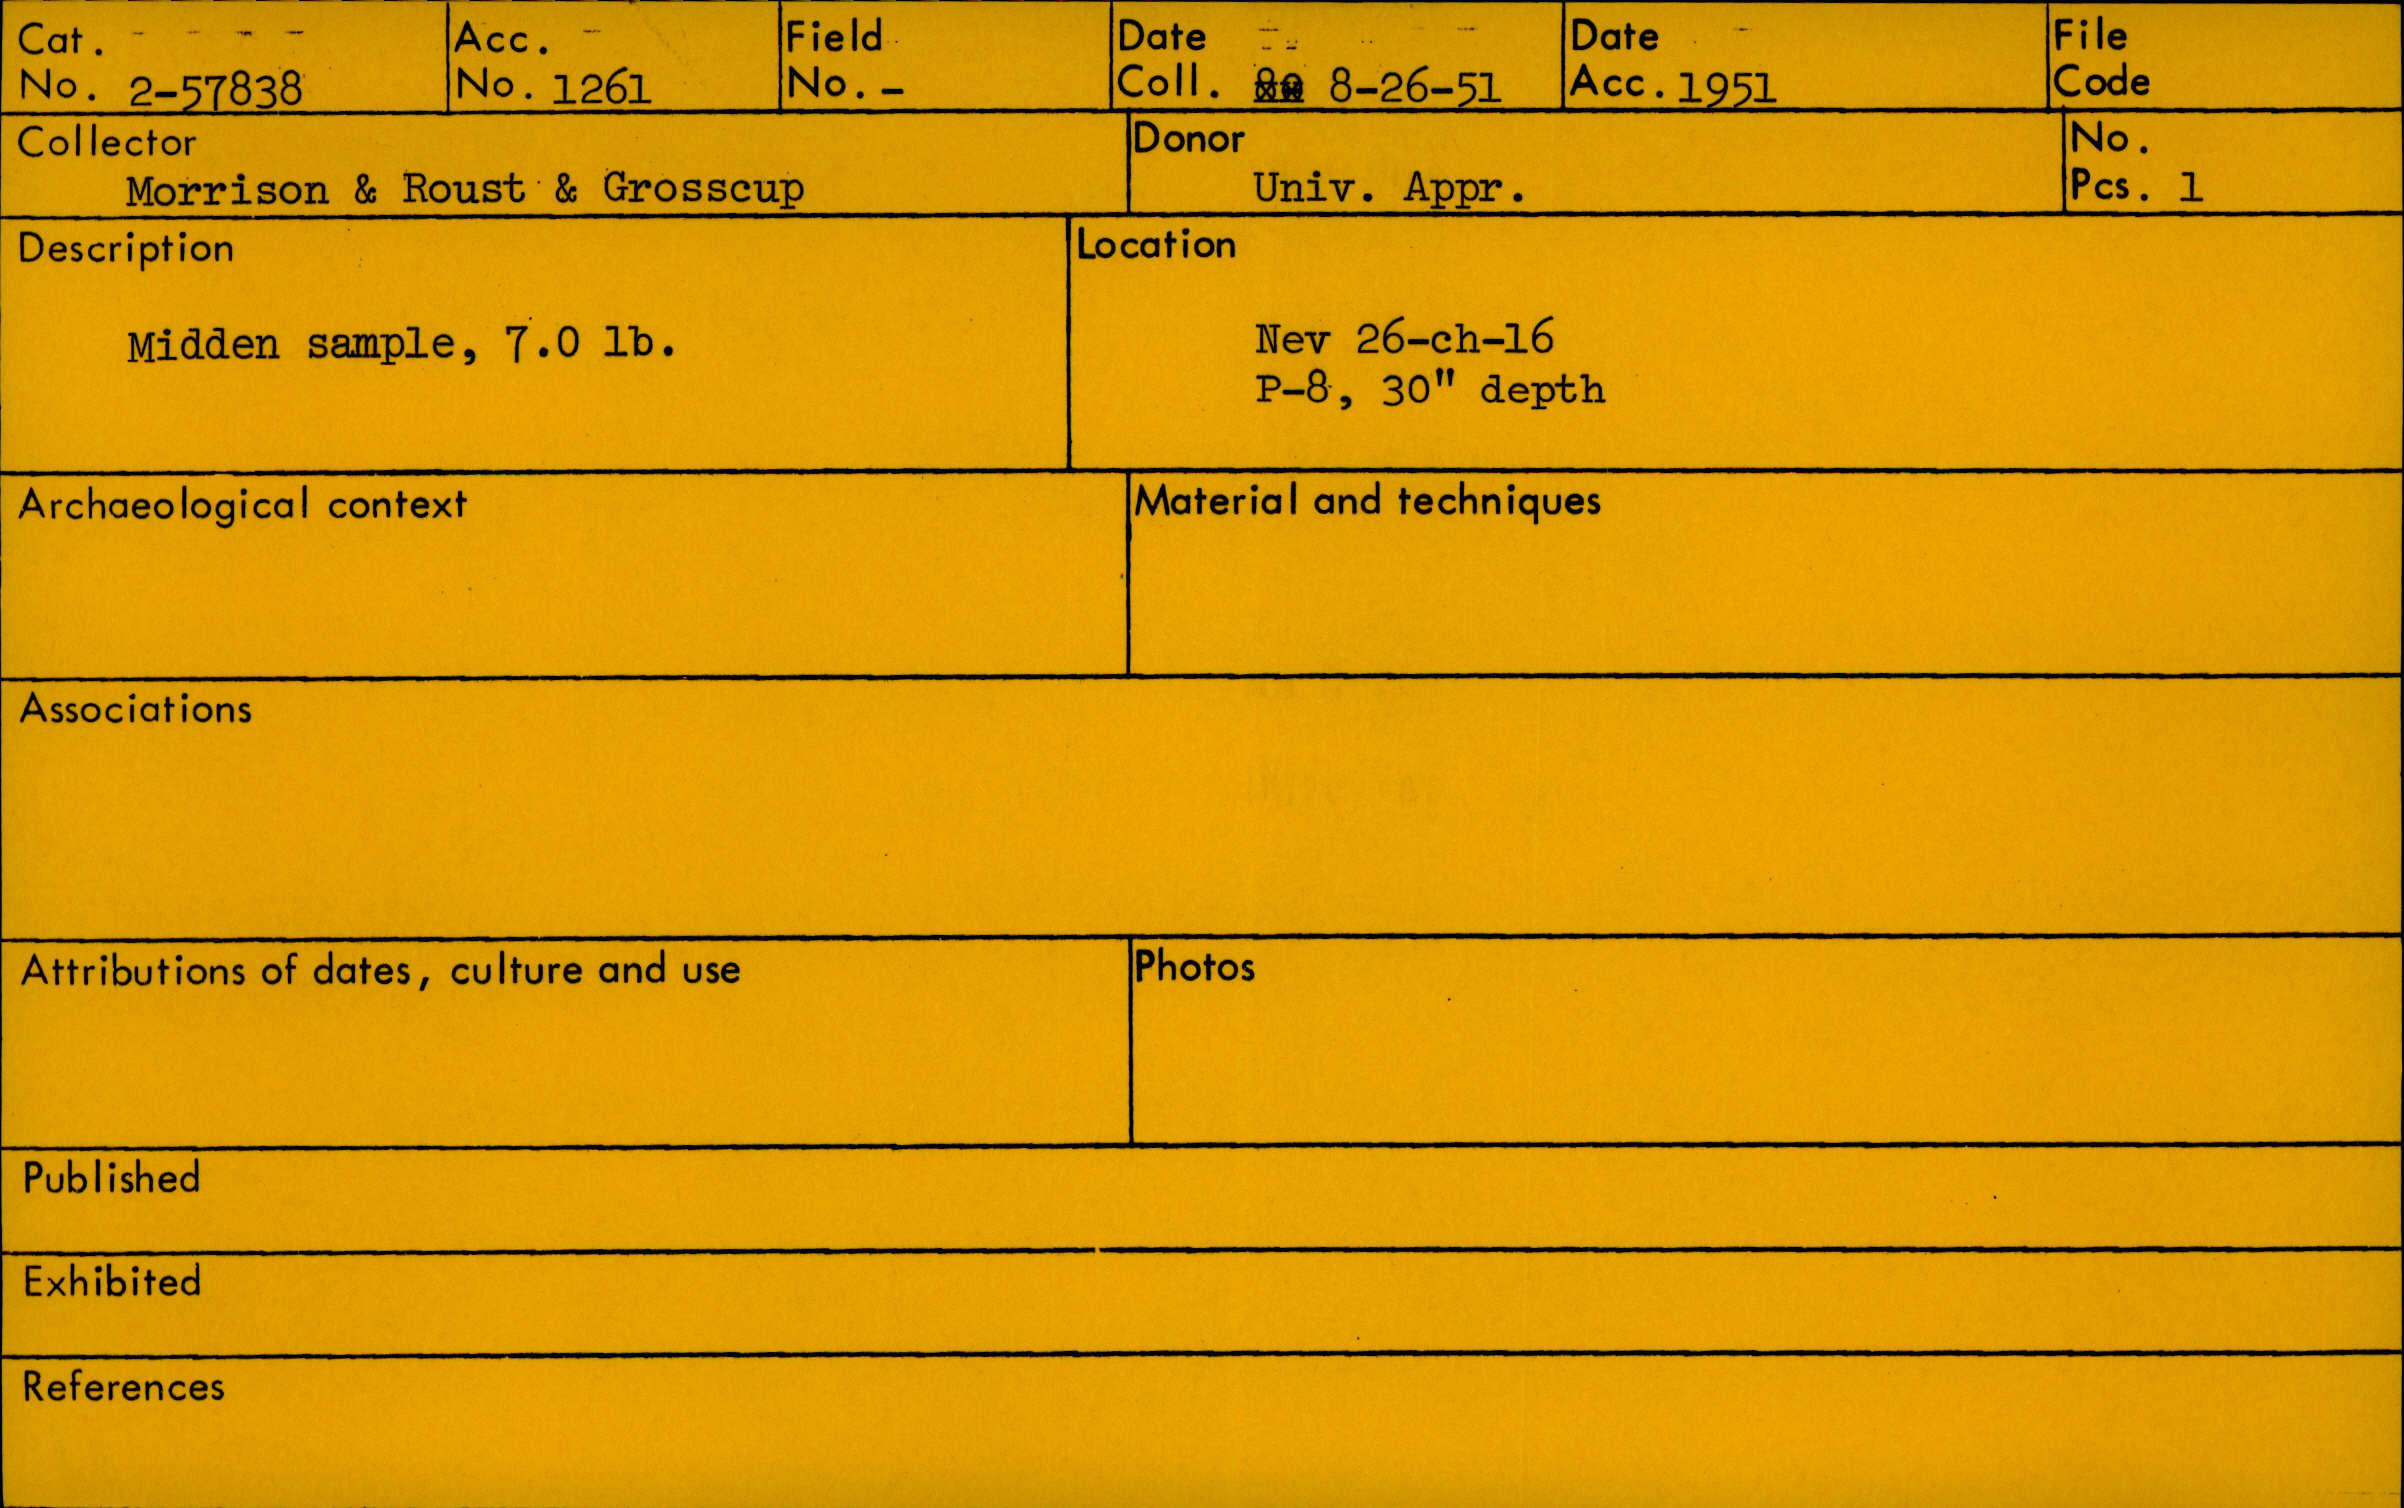 Cat. No. 2-57838
Acc. No. 1261
Field No. -
Date Coll. 8-26-51
Date Acc. 1951
File Code
Collector
Morrison & Roust & Grosscup
Donor
Univ. Appr.
No. Pcs. 1
Description
Midden sample, 7.0 lb.
Location
Nev 26-ch-16
P-8, 30" depth
Archaeological context
Material and techniques
Associations
Attributions of dates, culture and use
Photos
Published
Exhibited
References